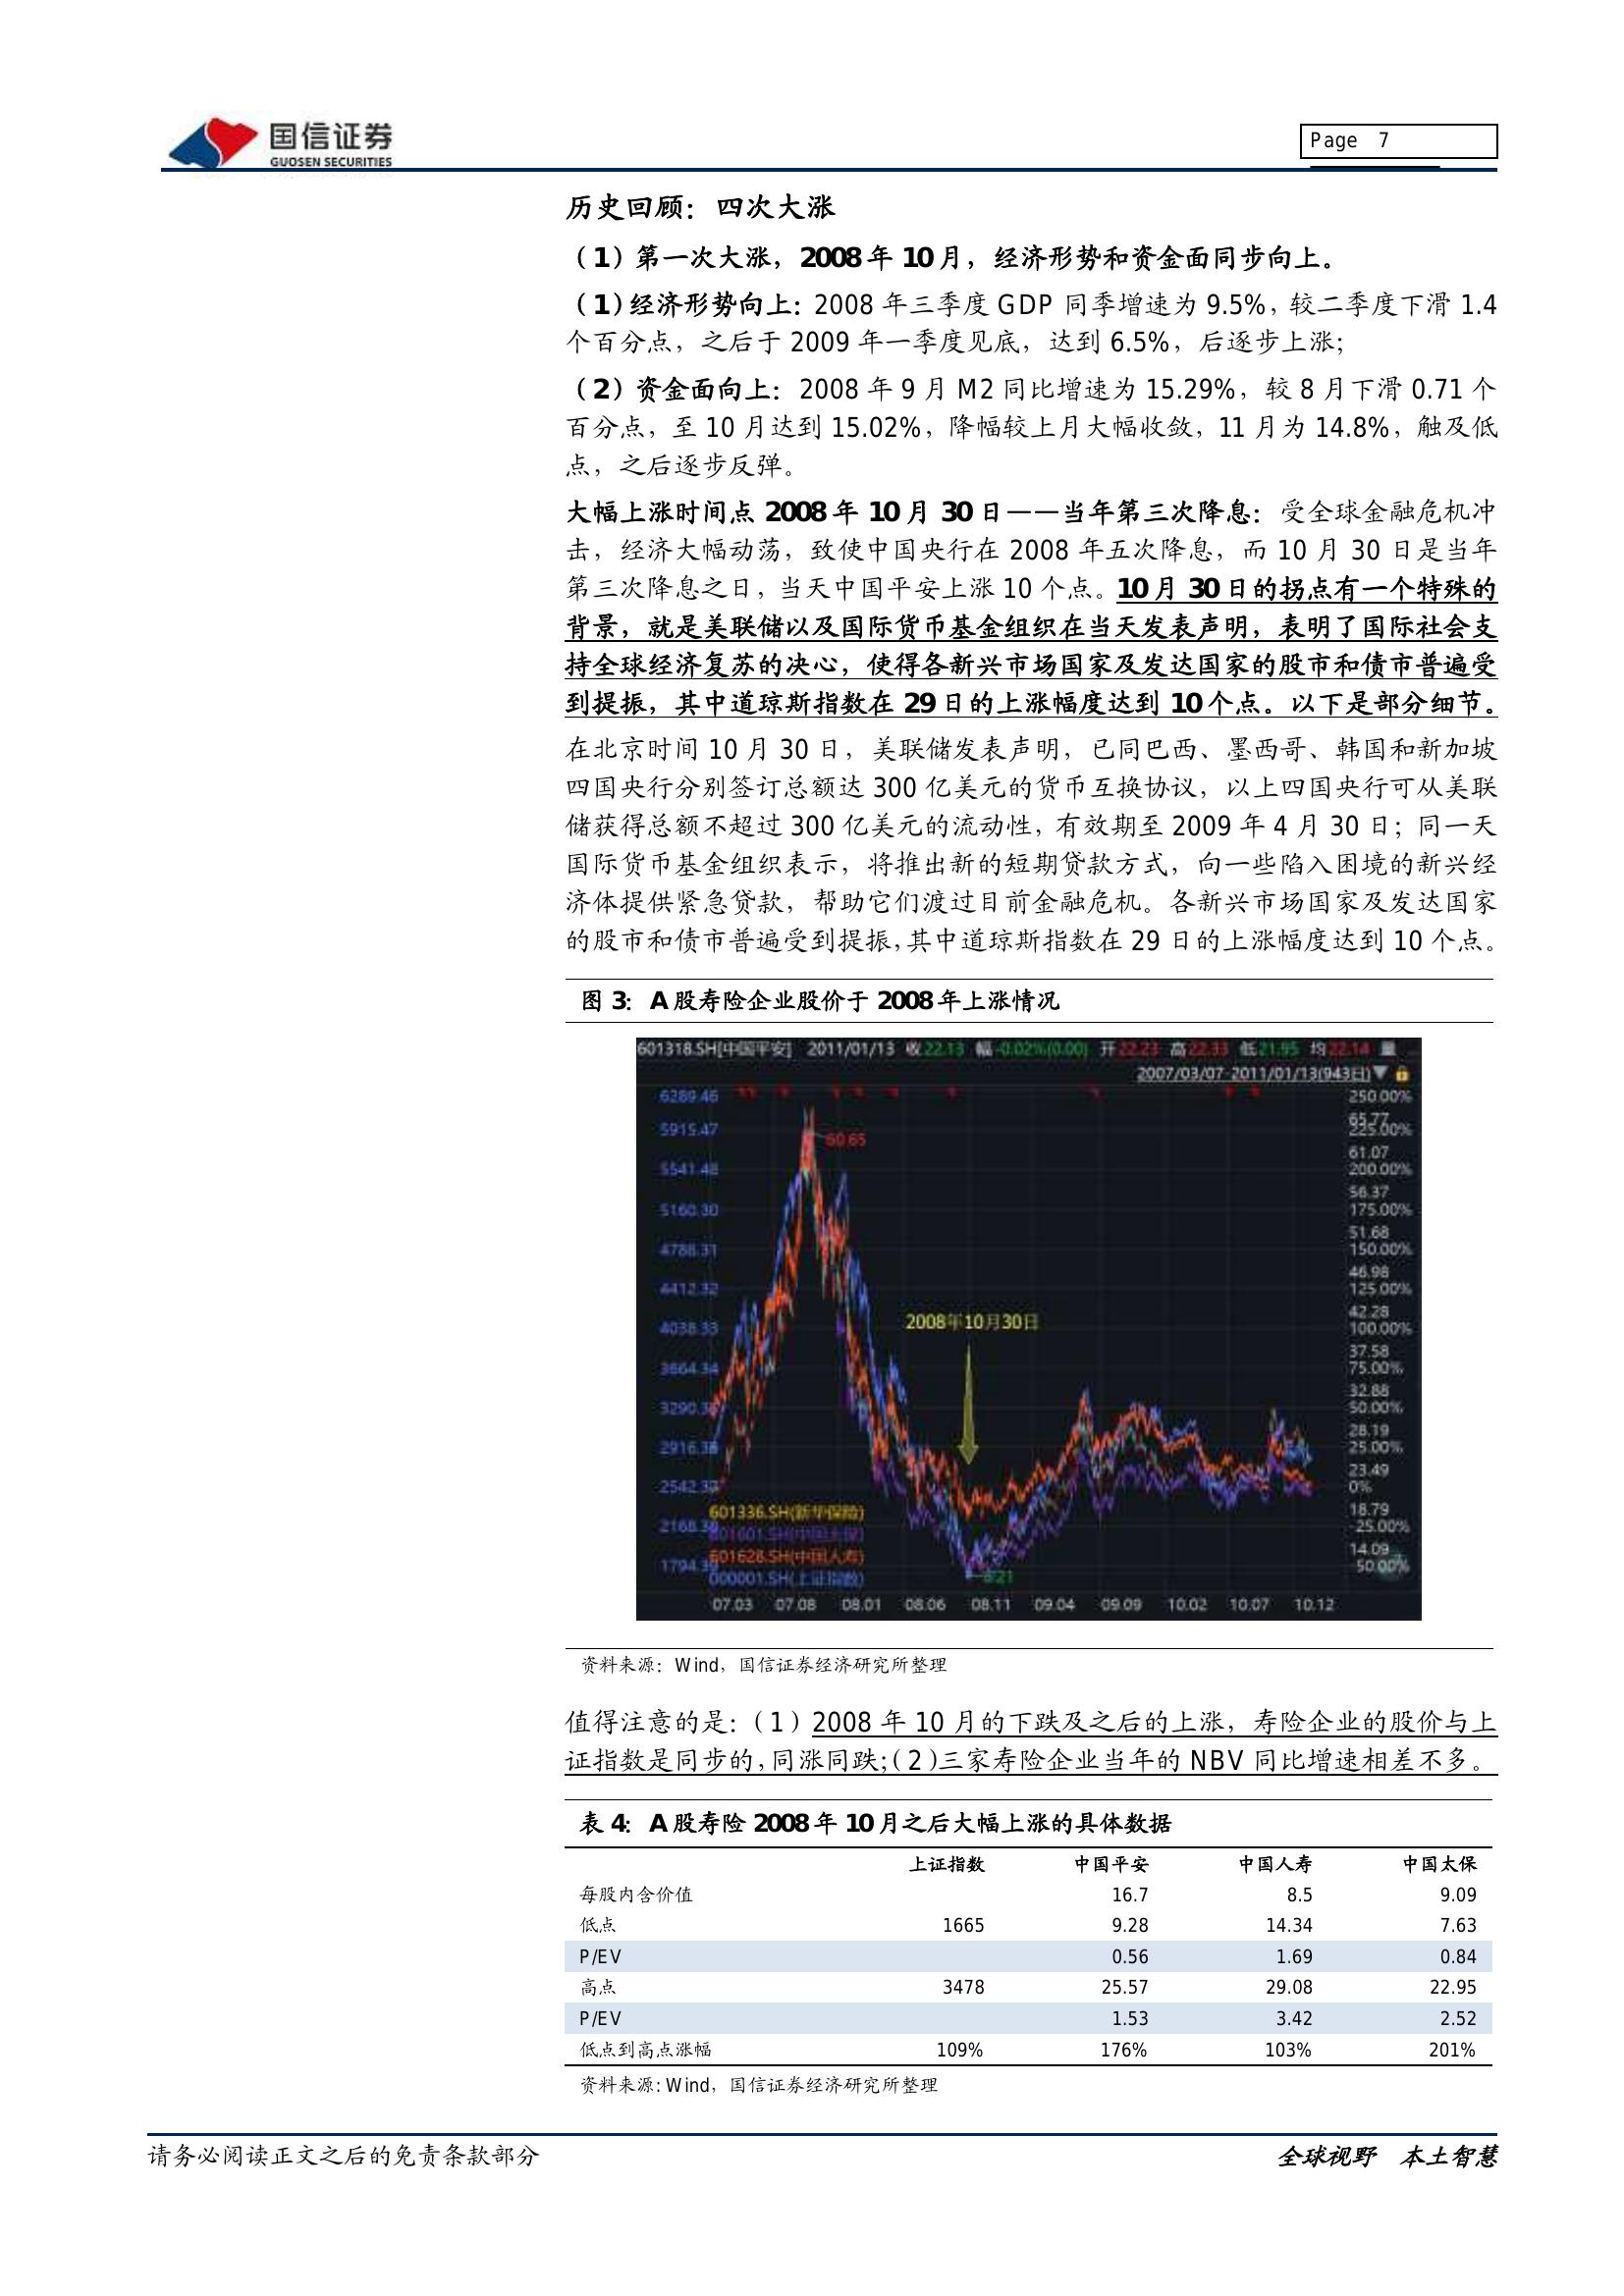 国信证券
GUOSEN SECURITIES
Page 7
历史回顾：四次大涨
（1）第一次大涨，2008年10月，经济形势和资金面同步向上。
（1）经济形势向上：2008年三季度GDP同季增速为9.5%，较二季度下滑1.4
个百分点，之后于2009年一季度见底，达到6.5%，后逐步上涨；
（2）资金面向上：2008年9月M2同比增速为15.29%，较8月下滑0.71个
百分点，至10月达到15.02%，降幅较上月大幅收敛，11月为14.8%，触及低
点，之后逐步反弹。
大幅上涨时间点2008年10月30日——当年第三次降息：受全球金融危机冲
击，经济大幅动荡，致使中国央行在2008年五次降息，而10月30日是当年
第三次降息之日，当天中国平安上涨10个点。10月30日的拐点有一个特殊的
背景，就是美联储以及国际货币基金组织在当天发表声明，表明了国际社会支
持全球经济复苏的决心，使得各新兴市场国家及发达国家的股市和债市普遍受
到提振，其中道琼斯指数在29日的上涨幅度达到10个点。以下是部分细节。
在北京时间10月30日，美联储发表声明，已同巴西、墨西哥、韩国和新加坡
四国央行分别签订总额达300亿美元的货币互换协议，以上四国央行可从美联
储获得总额不超过300亿美元的流动性，有效期至2009年4月30日；同一天
国际货币基金组织表示，将推出新的短期贷款方式，向一些陷入困境的新兴经
济体提供紧急贷款，帮助它们渡过目前金融危机。各新兴市场国家及发达国家
的股市和债市普遍受到提振，其中道琼斯指数在29日的上涨幅度达到10个点。
图3：A股寿险企业股价于2008年上涨情况
601318.SH[中国平安] 2011/01/13 收22.13 幅-0.02%(0.00) 开22.23 高22.33 低21.95 均22.14 量
2007/03/07-2011/01/13(943日)
6289.46 250.00%
65.77
5915.47 225.00%
60.65
61.07
5541.48 200.00%
56.37
5160.30 175.00%
51.68
4788.31 150.00%
46.98
4412.32 125.00%
42.28
2008年10月30日
4038.33 100.00%
37.58
3664.34 75.00%
32.88
50.00%
28.19
25.00%
23.49
0%
601336.SH(新华保险) 18.79
-25.00%
601628.SH(中国人寿) 14.09
000001.SH(上证指数)
07.03 07.08 08.01 08.06 08.11 09.04 09.09 10.02 10.07 10.12
资料来源：Wind，国信证券经济研究所整理
值得注意的是：（1）2008年10月的下跌及之后的上涨，寿险企业的股价与上
证指数是同步的，同涨同跌；（2）三家寿险企业当年的NBV同比增速相差不多。
表4：A股寿险2008年10月之后大幅上涨的具体数据
上证指数 中国平安 中国人寿 中国太保
每股内含价值 16.7 8.5 9.09
低点 1665 9.28 14.34 7.63
P/EV 0.56 1.69 0.84
高点 3478 25.57 29.08 22.95
P/EV 1.53 3.42 2.52
低点到高点涨幅 109% 176% 103% 201%
资料来源：Wind，国信证券经济研究所整理
请务必阅读正文之后的免责条款部分 全球视野 本土智慧